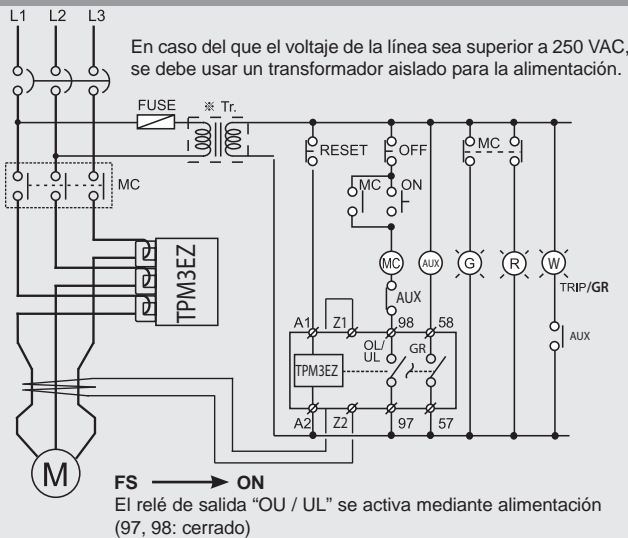 L1 L2 L3
En caso del que el voltaje de la línea sea superior a 250 VAC,
se debe usar un transformador aislado para la alimentación.
FUSE ※ Tr.
RESET OFF MC
MC
MC ON
TPM3EZ
MC AUX G R W
TRIP/GR
AUX
AUX
A1 Z1 98 58
OL/
UL
GR
TPM3EZ
A2 Z2 97 57
M
FS ON
El relé de salida “OU / UL” se activa mediante alimentación
(97, 98: cerrado)